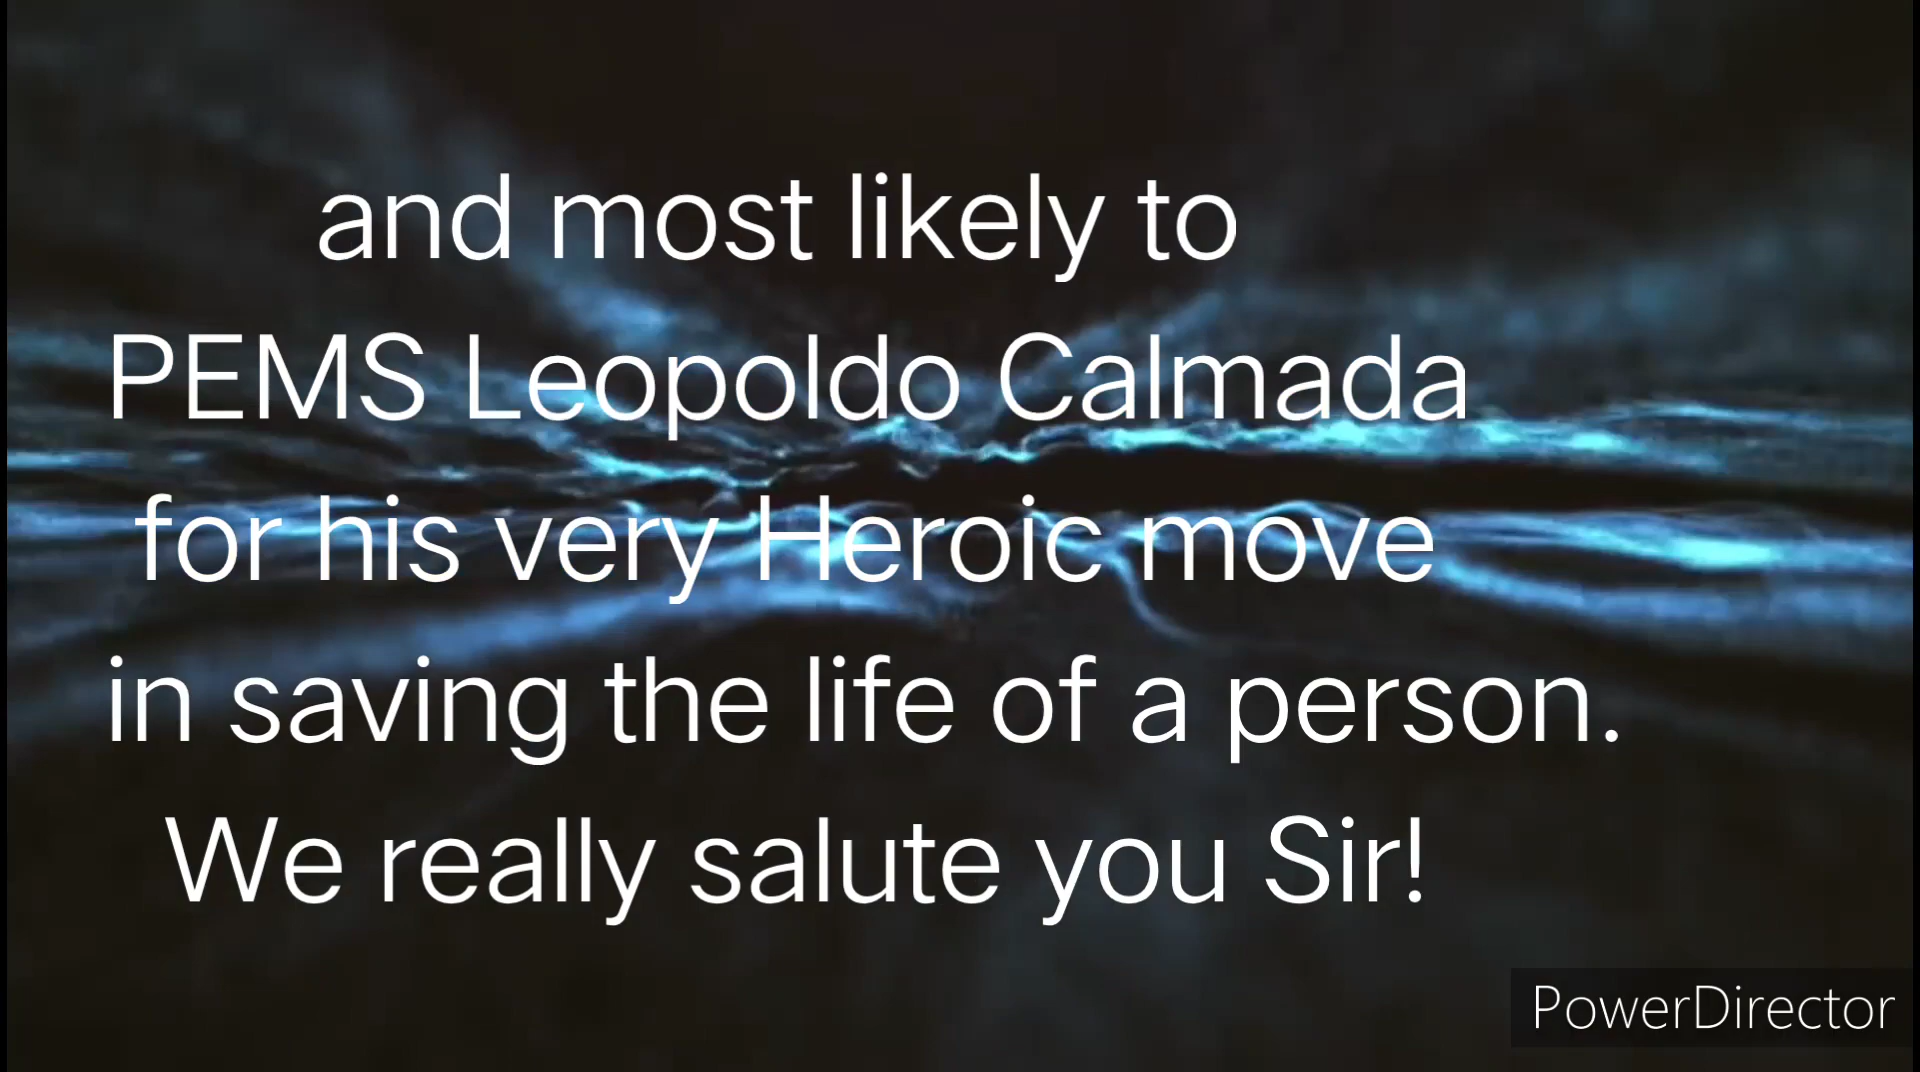 and most likely to
PEMS Leopoldo Calmada
for his very Heroic move
in saving the life of a person.
We really salute you Sir!
PowerDirector